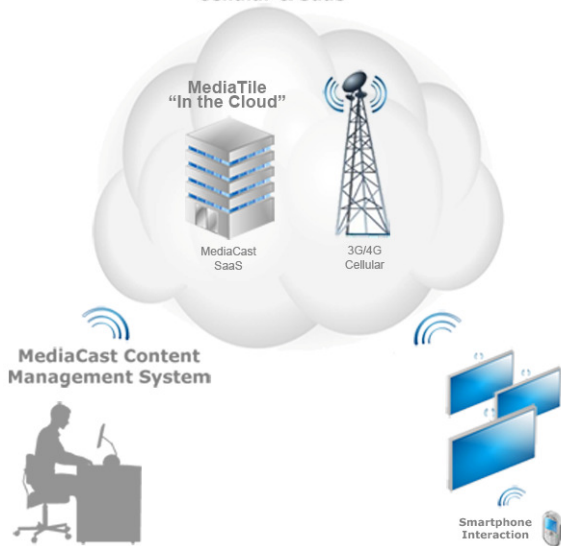 MediaTile
“In the Cloud”
MediaCast
SaaS
3G/4G
Cellular
MediaCast Content
Management System
Smartphone
Interaction